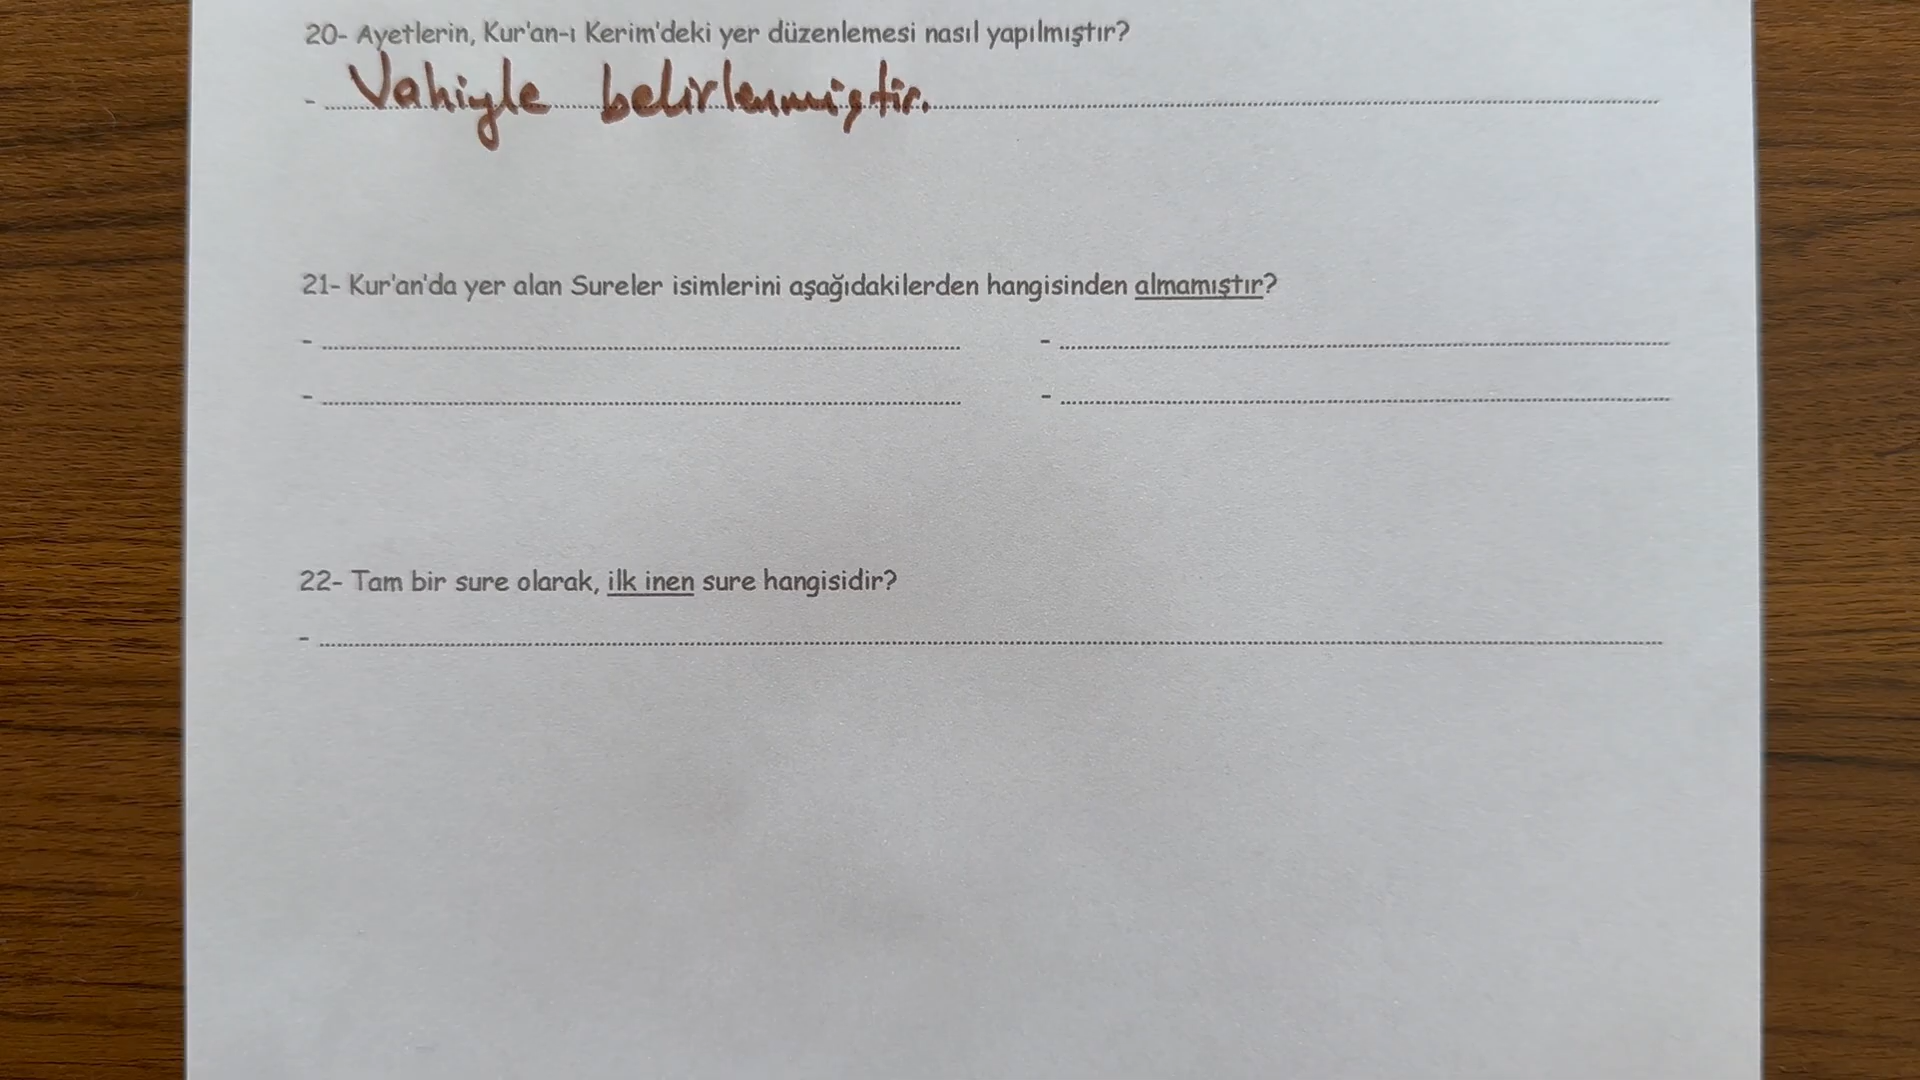 20- Ayetlerin, Kur'an-ı Kerim'deki yer düzenlemesi nasıl yapılmıştır?
- Vahiyle belirlenmiştir.
21- Kur'an'da yer alan Sureler isimlerini aşağıdakilerden hangisinden almamıştır?
- -
- -
22- Tam bir sure olarak, ilk inen sure hangisidir?
-